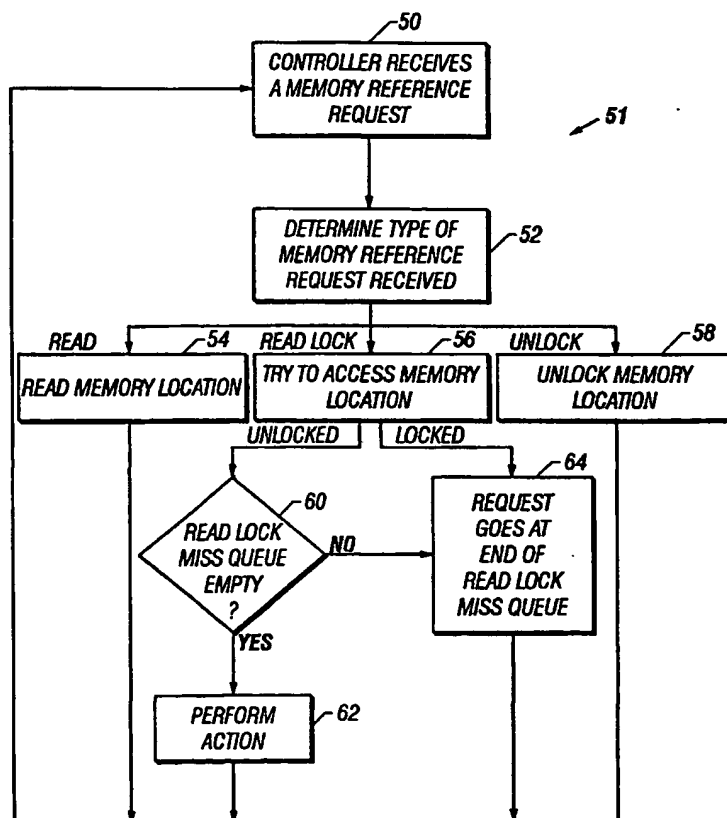 50
CONTROLLER RECEIVES
A MEMORY REFERENCE
REQUEST
51
DETERMINE TYPE OF
MEMORY REFERENCE
REQUEST RECEIVED
52
READ
54
READ LOCK
56
UNLOCK
58
READ MEMORY LOCATION
TRY TO ACCESS MEMORY
LOCATION
UNLOCK MEMORY
LOCATION
UNLOCKED
LOCKED
60
READ LOCK
MISS QUEUE
EMPTY
?
NO
YES
64
REQUEST
GOES AT
END OF
READ LOCK
MISS QUEUE
PERFORM
ACTION
62